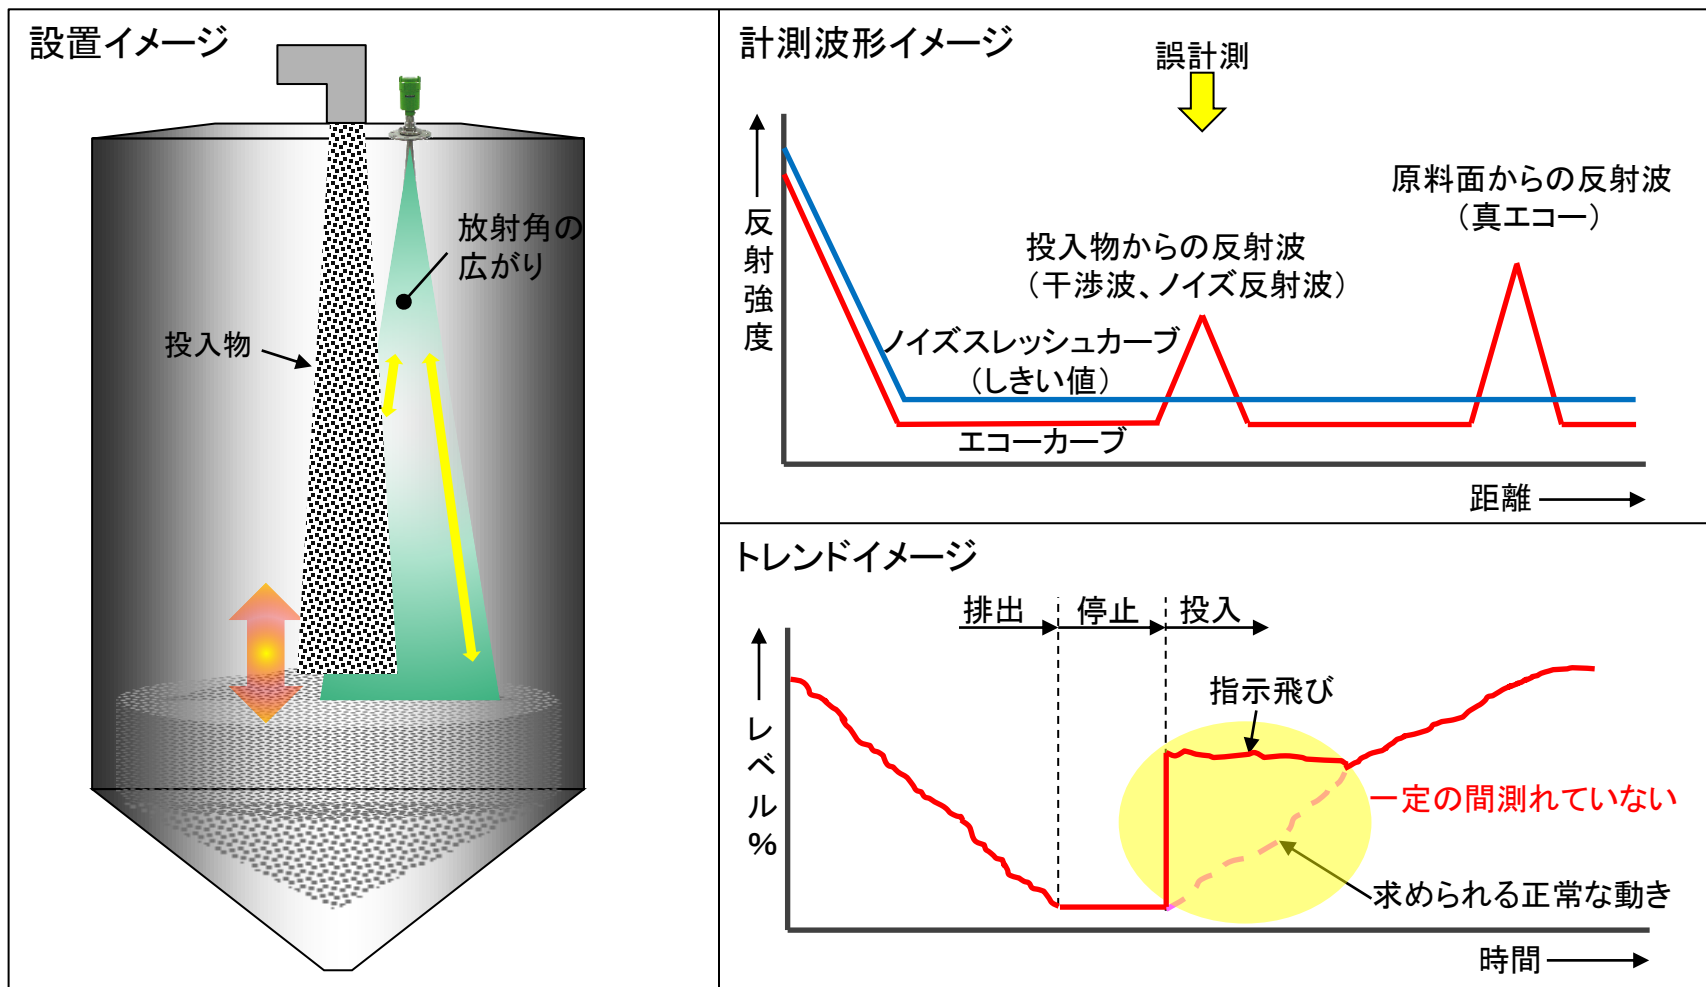 設置イメージ
放射角の
広がり
投入物
計測波形イメージ
誤計測
反射強度
原料面からの反射波
（真エコー）
投入物からの反射波
（干渉波、ノイズ反射波）
ノイズスレッシュカーブ
（しきい値）
エコーカーブ
距離
トレンドイメージ
排出
停止
投入
レベル%
指示飛び
一定の間測れていない
求められる正常な動き
時間